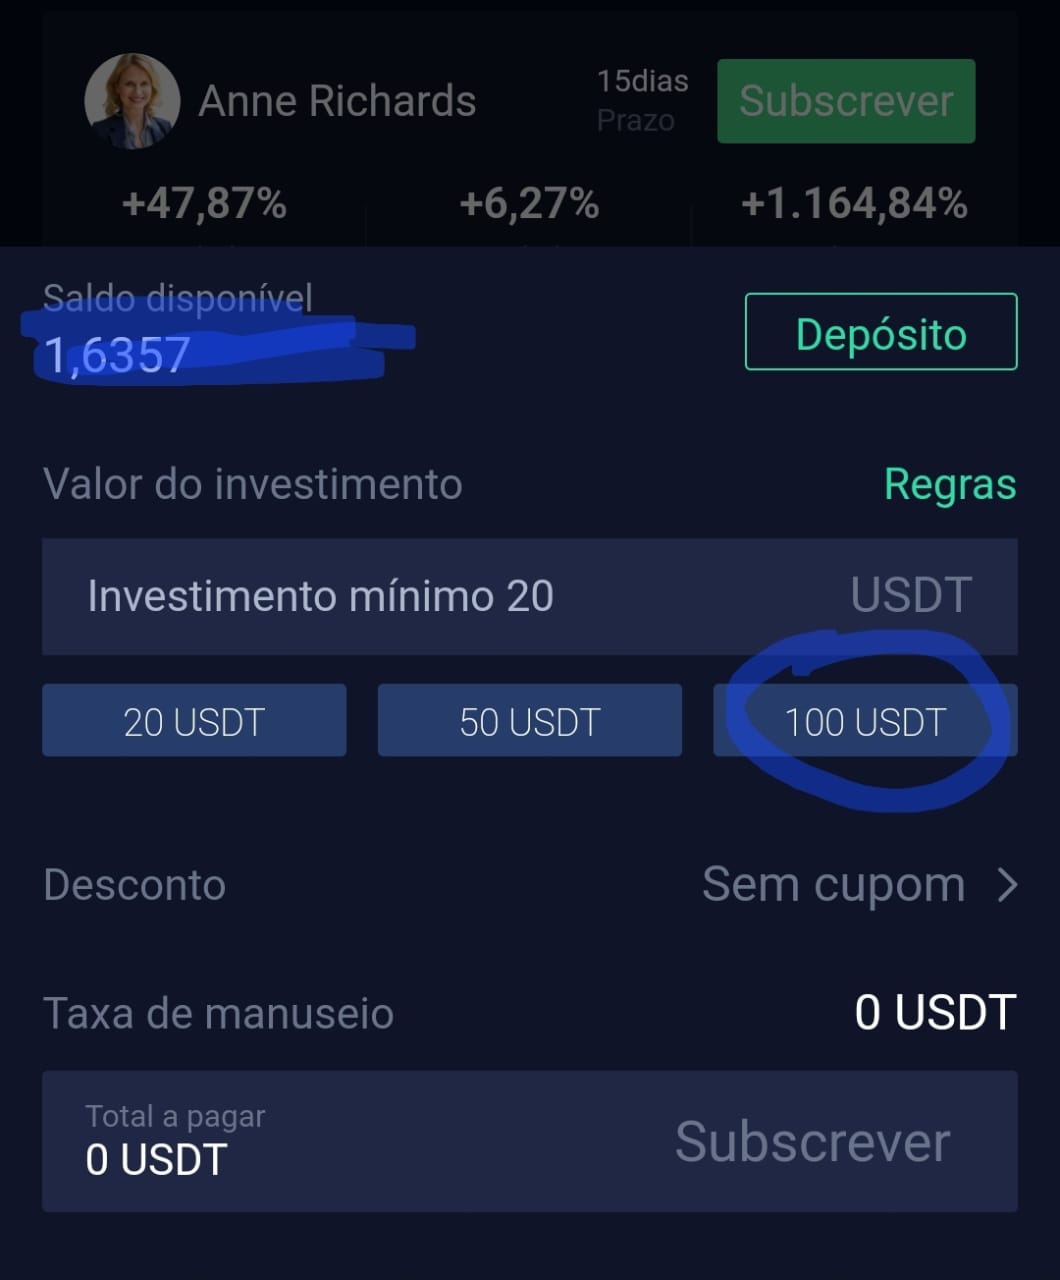 Anne Richards
15dias
Prazo
Subscrever
+47,87%
+6,27%
+1.164,84%
Saldo disponível
1,6357
Depósito
Valor do investimento
Regras
Investimento mínimo 20
USDT
20 USDT
50 USDT
100 USDT
Desconto
Sem cupom
Taxa de manuseio
0 USDT
Total a pagar
0 USDT
Subscrever